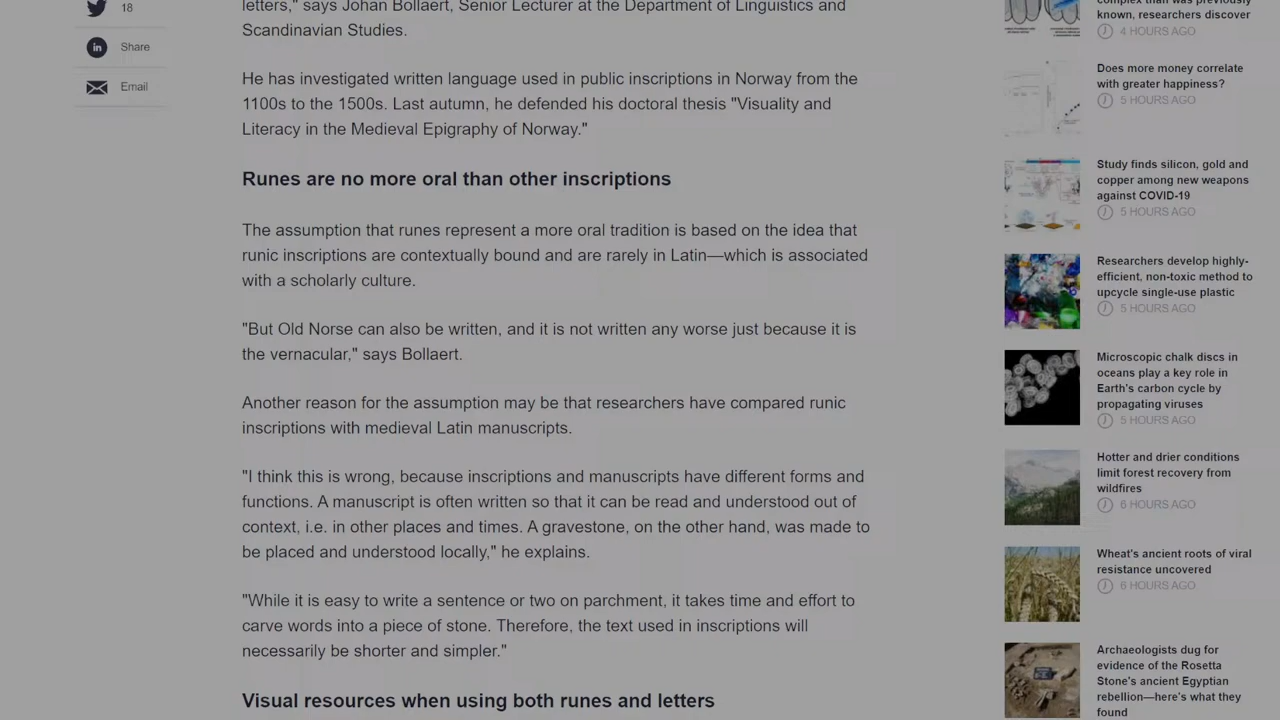 18
Share
Email
letters," says Johan Bollaert, Senior Lecturer at the Department of Linguistics and
Scandinavian Studies.
He has investigated written language used in public inscriptions in Norway from the
1100s to the 1500s. Last autumn, he defended his doctoral thesis "Visuality and
Literacy in the Medieval Epigraphy of Norway."
Runes are no more oral than other inscriptions
The assumption that runes represent a more oral tradition is based on the idea that
runic inscriptions are contextually bound and are rarely in Latin—which is associated
with a scholarly culture.
"But Old Norse can also be written, and it is not written any worse just because it is
the vernacular," says Bollaert.
Another reason for the assumption may be that researchers have compared runic
inscriptions with medieval Latin manuscripts.
"I think this is wrong, because inscriptions and manuscripts have different forms and
functions. A manuscript is often written so that it can be read and understood out of
context, i.e. in other places and times. A gravestone, on the other hand, was made to
be placed and understood locally," he explains.
"While it is easy to write a sentence or two on parchment, it takes time and effort to
carve words into a piece of stone. Therefore, the text used in inscriptions will
necessarily be shorter and simpler."
Visual resources when using both runes and letters
complex than was previously
known, researchers discover
4 HOURS AGO
Does more money correlate
with greater happiness?
5 HOURS AGO
Study finds silicon, gold and
copper among new weapons
against COVID-19
5 HOURS AGO
Researchers develop highly-
efficient, non-toxic method to
upcycle single-use plastic
5 HOURS AGO
Microscopic chalk discs in
oceans play a key role in
Earth's carbon cycle by
propagating viruses
5 HOURS AGO
Hotter and drier conditions
limit forest recovery from
wildfires
6 HOURS AGO
Wheat's ancient roots of viral
resistance uncovered
6 HOURS AGO
Archaeologists dug for
evidence of the Rosetta
Stone's ancient Egyptian
rebellion—here's what they
found